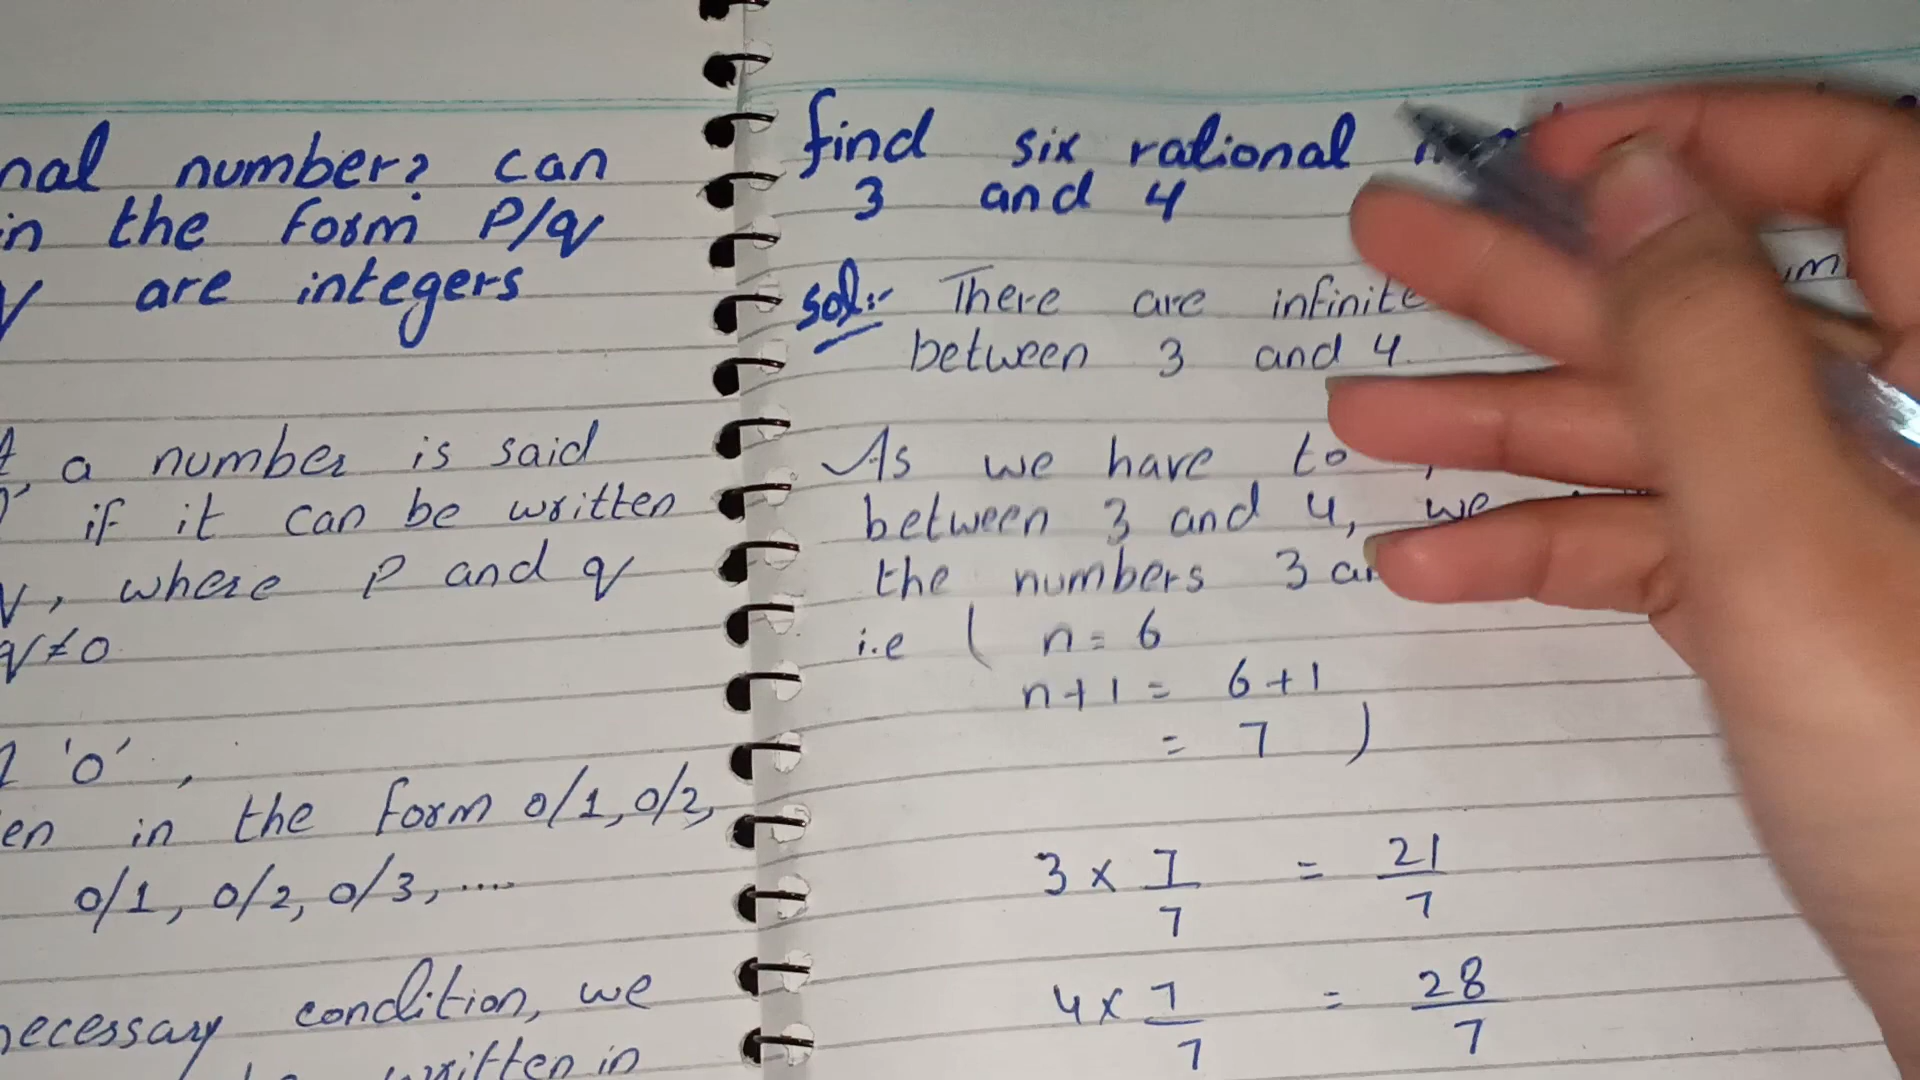 nal number? can
in the form P/q
are integers
a number is said
if it can be written
where P and q
q≠0
'0',
en in the form 0/1, 0/2,
0/1, 0/2, 0/3, ....
necessary condition, we
written in
find six rational
3 and 4
Sol:- There are infinite
between 3 and 4.
As we have to
between 3 and 4, we
the numbers 3
i.e ( n = 6
n+1 = 6+1
= 7 )
3 × 7/7 = 21/7
4 × 7/7 = 28/7